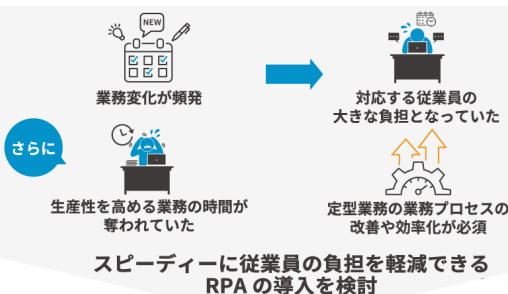 NEW
業務変化が頻発
対応する従業員の
大きな負担となっていた
さらに
生産性を高める業務の時間が
奪われていた
定型業務の業務プロセスの
改善や効率化が必須
スピーディーに従業員の負担を軽減できる
RPA の導入を検討